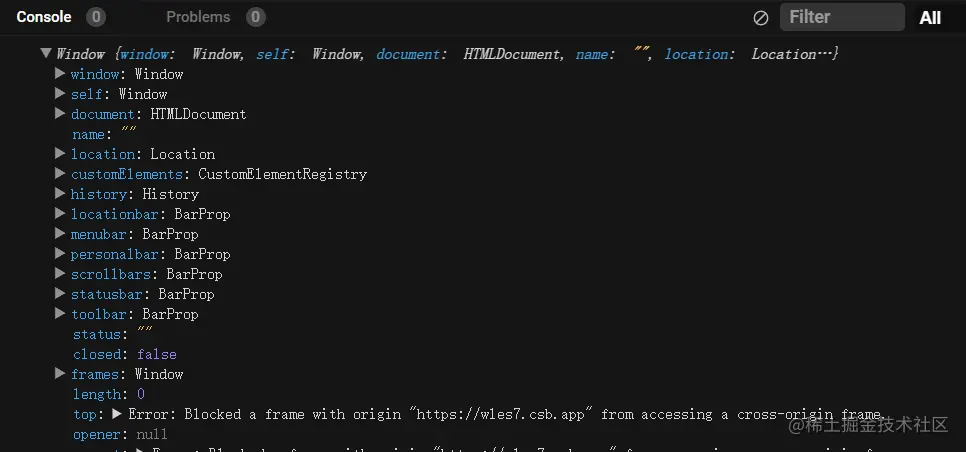 Console 0 Problems 0 Filter All
▼ Window {window: Window, self: Window, document: HTMLDocument, name: "", location: Location…}
▶ window: Window
▶ self: Window
▶ document: HTMLDocument
name: ""
▶ location: Location
▶ customElements: CustomElementRegistry
▶ history: History
▶ locationbar: BarProp
▶ menubar: BarProp
▶ personalbar: BarProp
▶ scrollbars: BarProp
▶ statusbar: BarProp
▶ toolbar: BarProp
status: ""
closed: false
▶ frames: Window
length: 0
top: ▶ Error: Blocked a frame with origin "https://wles7.csb.app" from accessing a cross-origin frame.
opener: null
@稀土掘金技术社区